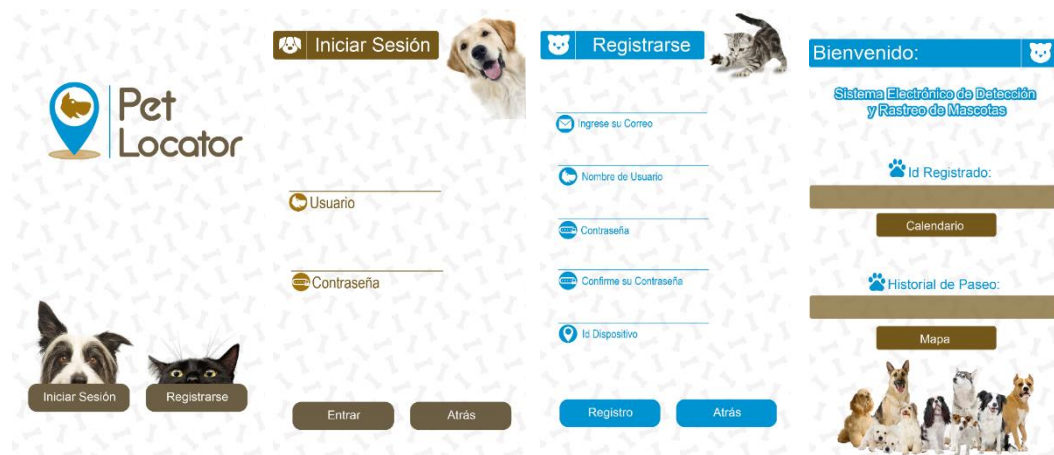 Pet
Locator
Iniciar Sesión
Registrarse
Iniciar Sesión
Usuario
Contraseña
Entrar
Atrás
Registrarse
Ingrese su Correo
Nombre de Usuario
Contraseña
Confirme su Contraseña
Id Dispositivo
Registro
Atrás
Bienvenido:
Sistema Electrónico de Detección
y Rastreo de Mascotas
Id Registrado:
Calendario
Historial de Paseo:
Mapa